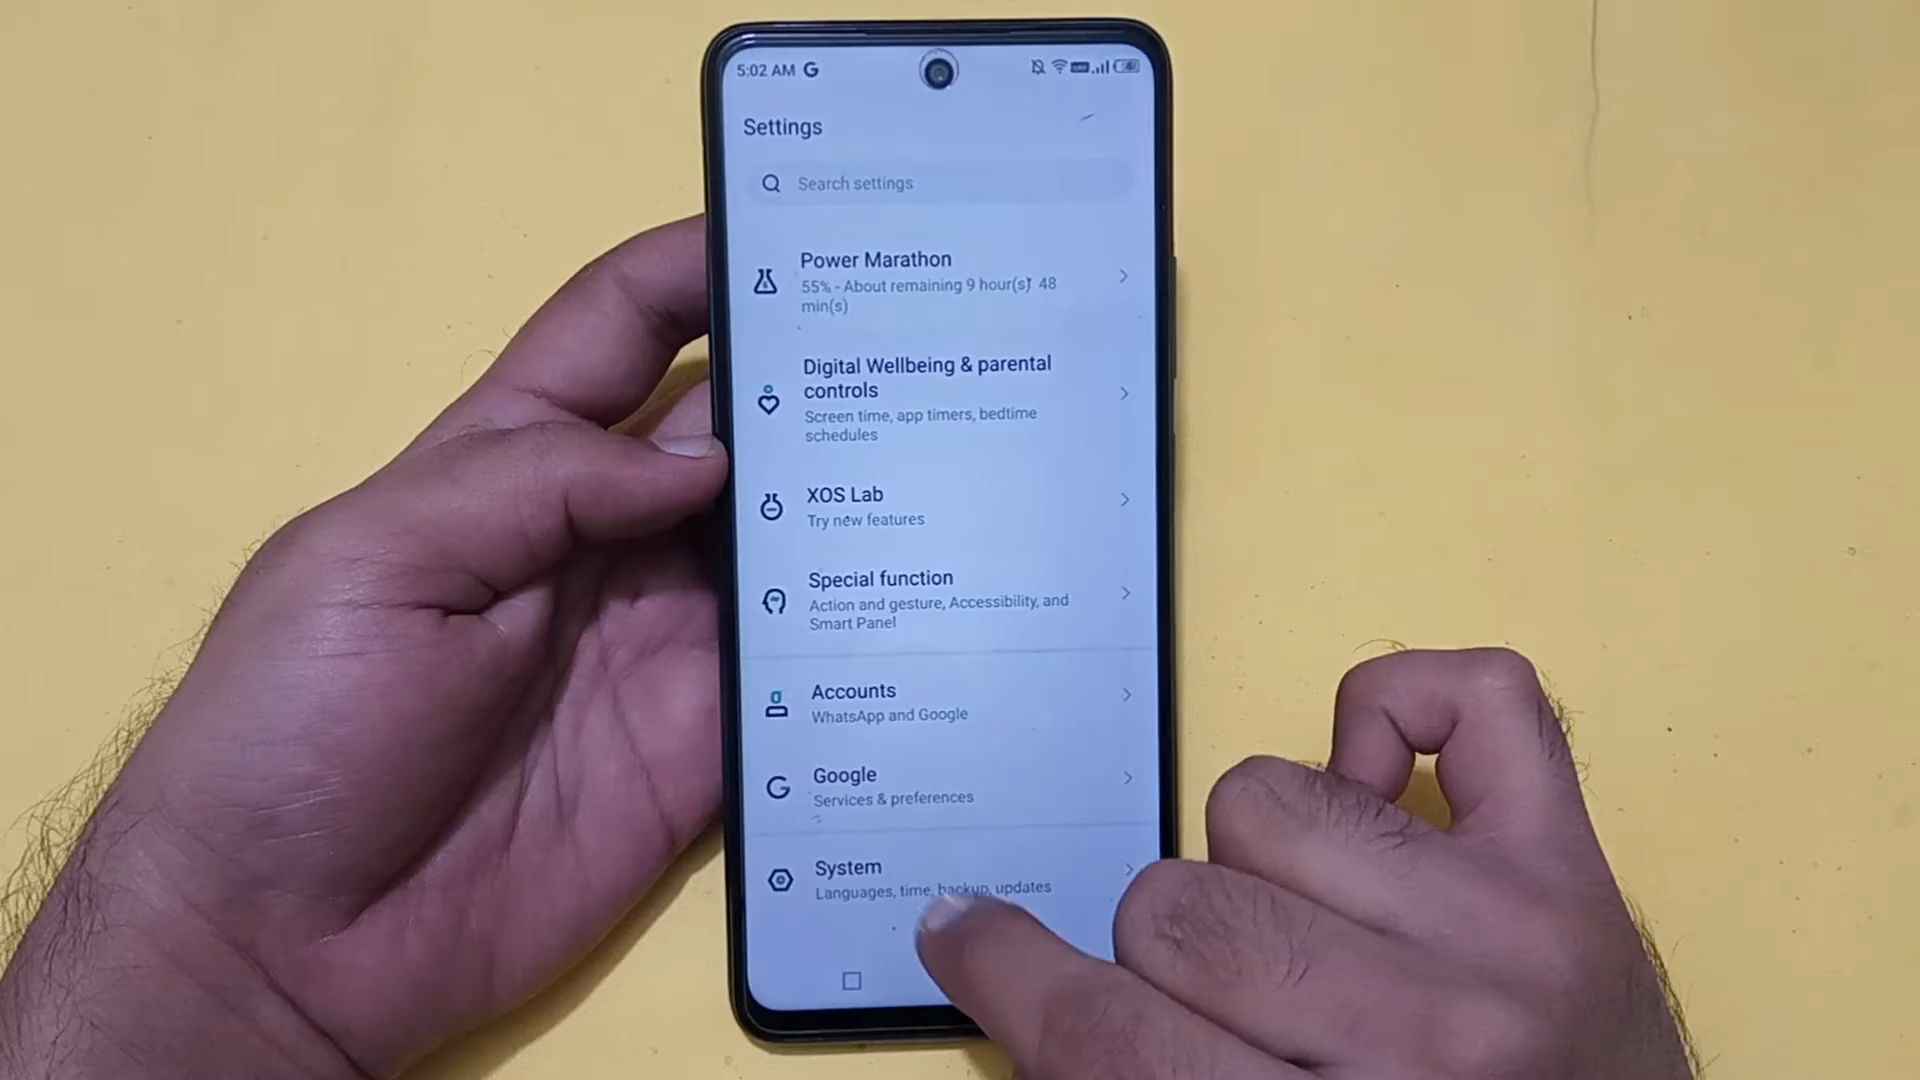 5:02 AM G
Settings
Search settings
Power Marathon
55% - About remaining 9 hour(s) 48
min(s)
Digital Wellbeing & parental
controls
Screen time, app timers, bedtime
schedules
XOS Lab
Try new features
Special function
Action and gesture, Accessibility, and
Smart Panel
Accounts
WhatsApp and Google
Google
Services & preferences
System
Languages, time, backup, updates